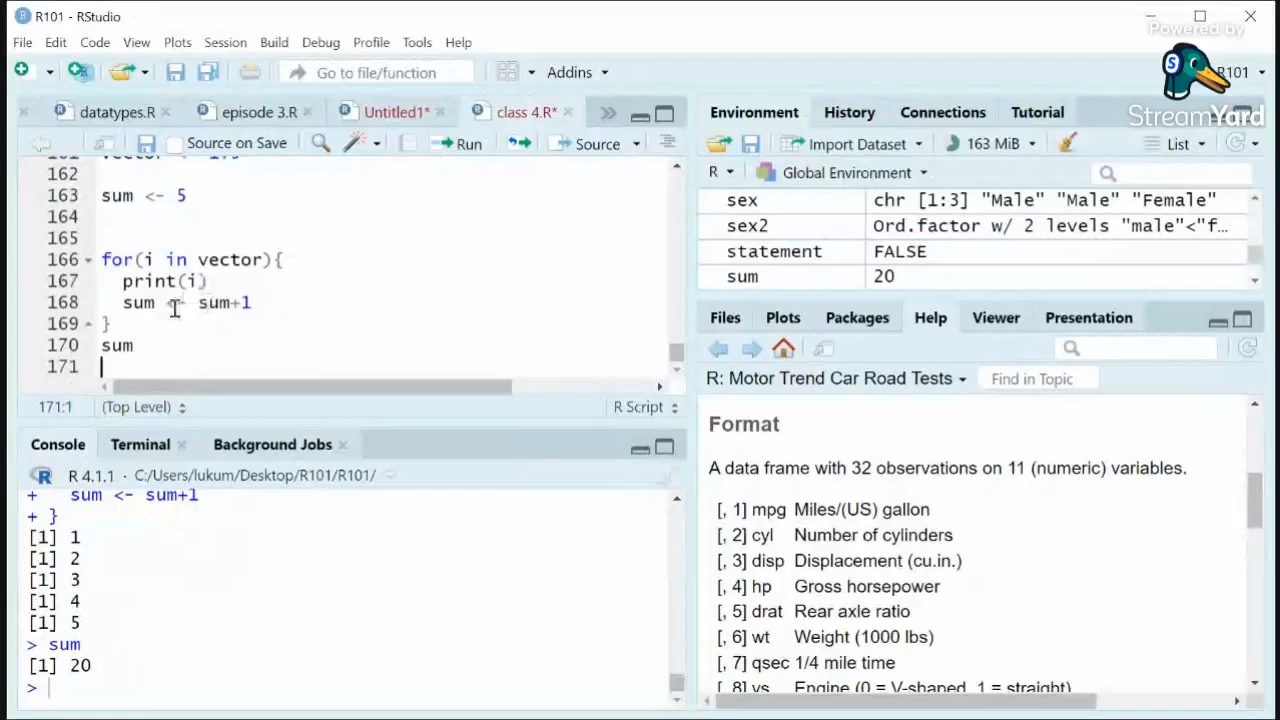 R101 - RStudio
Powered by
File Edit Code View Plots Session Build Debug Profile Tools Help
Go to file/function Addins R101
StreamYard
datatypes.R episode 3.R Untitled1* class 4.R*
Source on Save Run Source
162
163 sum <- 5
164
165
166 for(i in vector){
167 print(i)
168 sum sum+1
169 }
170 sum
171
171:1 (Top Level) R Script
Console Terminal Background Jobs
R 4.1.1 · C:/Users/lukum/Desktop/R101/R101/
+ sum <- sum+1
+ }
[1] 1
[1] 2
[1] 3
[1] 4
[1] 5
> sum
[1] 20
>
Environment History Connections Tutorial
Import Dataset 163 MiB List
R Global Environment
sex chr [1:3] "Male" "Male" "Female"
sex2 Ord.factor w/ 2 levels "male"<"f…
statement FALSE
sum 20
Files Plots Packages Help Viewer Presentation
R: Motor Trend Car Road Tests Find in Topic
Format
A data frame with 32 observations on 11 (numeric) variables.
[, 1] mpg Miles/(US) gallon
[, 2] cyl Number of cylinders
[, 3] disp Displacement (cu.in.)
[, 4] hp Gross horsepower
[, 5] drat Rear axle ratio
[, 6] wt Weight (1000 lbs)
[, 7] qsec 1/4 mile time
[, 8] vs Engine (0 = V-shaped, 1 = straight)